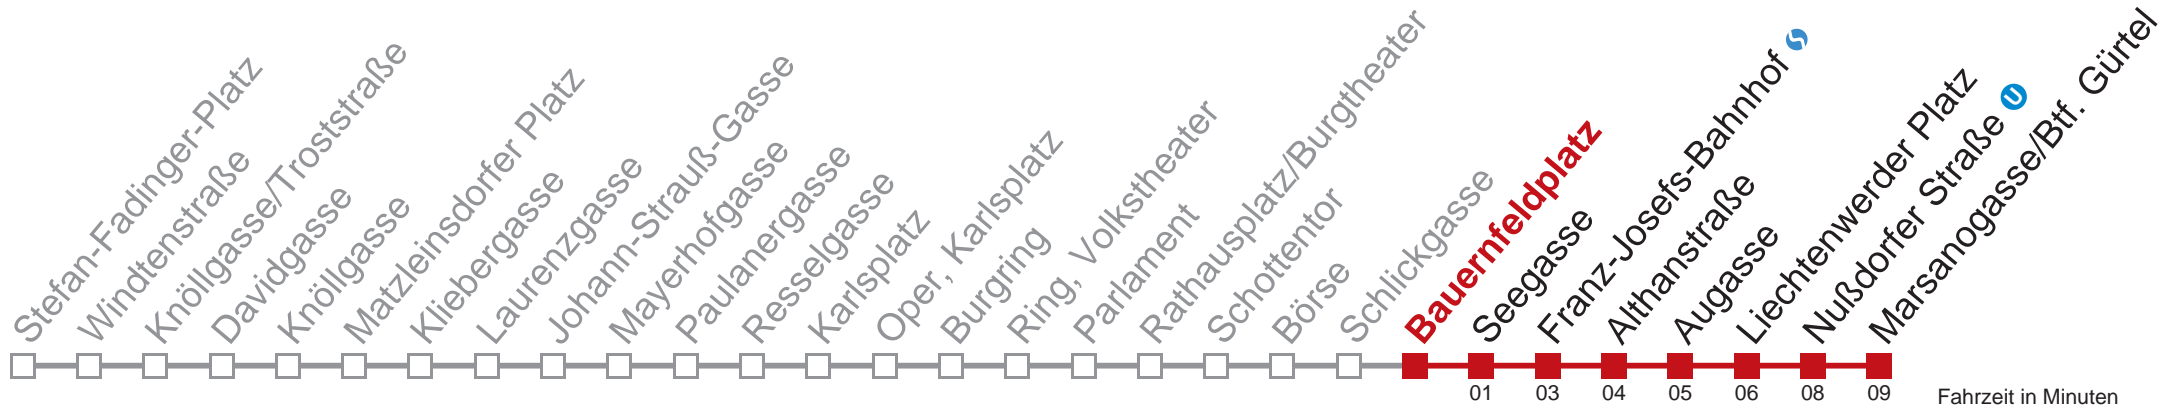 Stefan-Fadinger-Platz
Windtenstraße
Knöllgasse/Troststraße
Davidgasse
Knöllgasse
Matzleinsdorfer Platz
Kliebergasse
Laurenzgasse
Johann-Strauß-Gasse
Mayerhofgasse
Paulanergasse
Resselgasse
Karlsplatz
Oper, Karlsplatz
Burgring
Ring, Volkstheater
Parlament
Rathausplatz/Burgtheater
Schottentor
Börse
Schlickgasse
Bauernfeldplatz
Seegasse
Franz-Josefs-Bahnhof S
Althanstraße
Augasse
Liechtenwerder Platz
Nußdorfer Straße U
Marsanogasse/Btf. Gürtel
01 03 04 05 06 08 09 Fahrzeit in Minuten